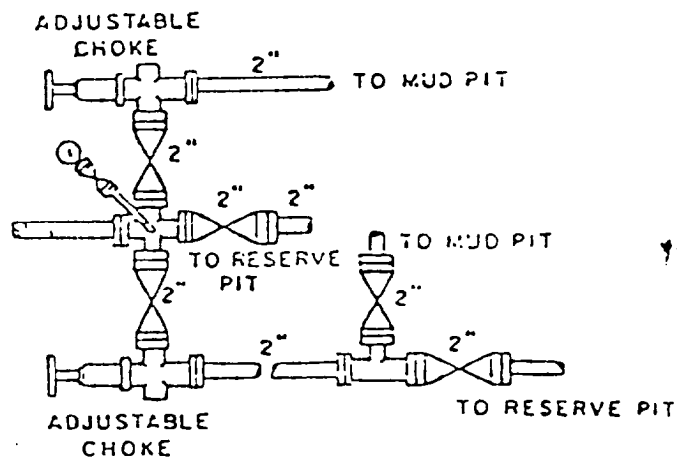 ADJUSTABLE
CHOKE
2"
TO MUD PIT
2"
2"
2"
TO RESERVE
PIT
TO MUD PIT
2"
2"
2"
2"
TO RESERVE PIT
ADJUSTABLE
CHOKE